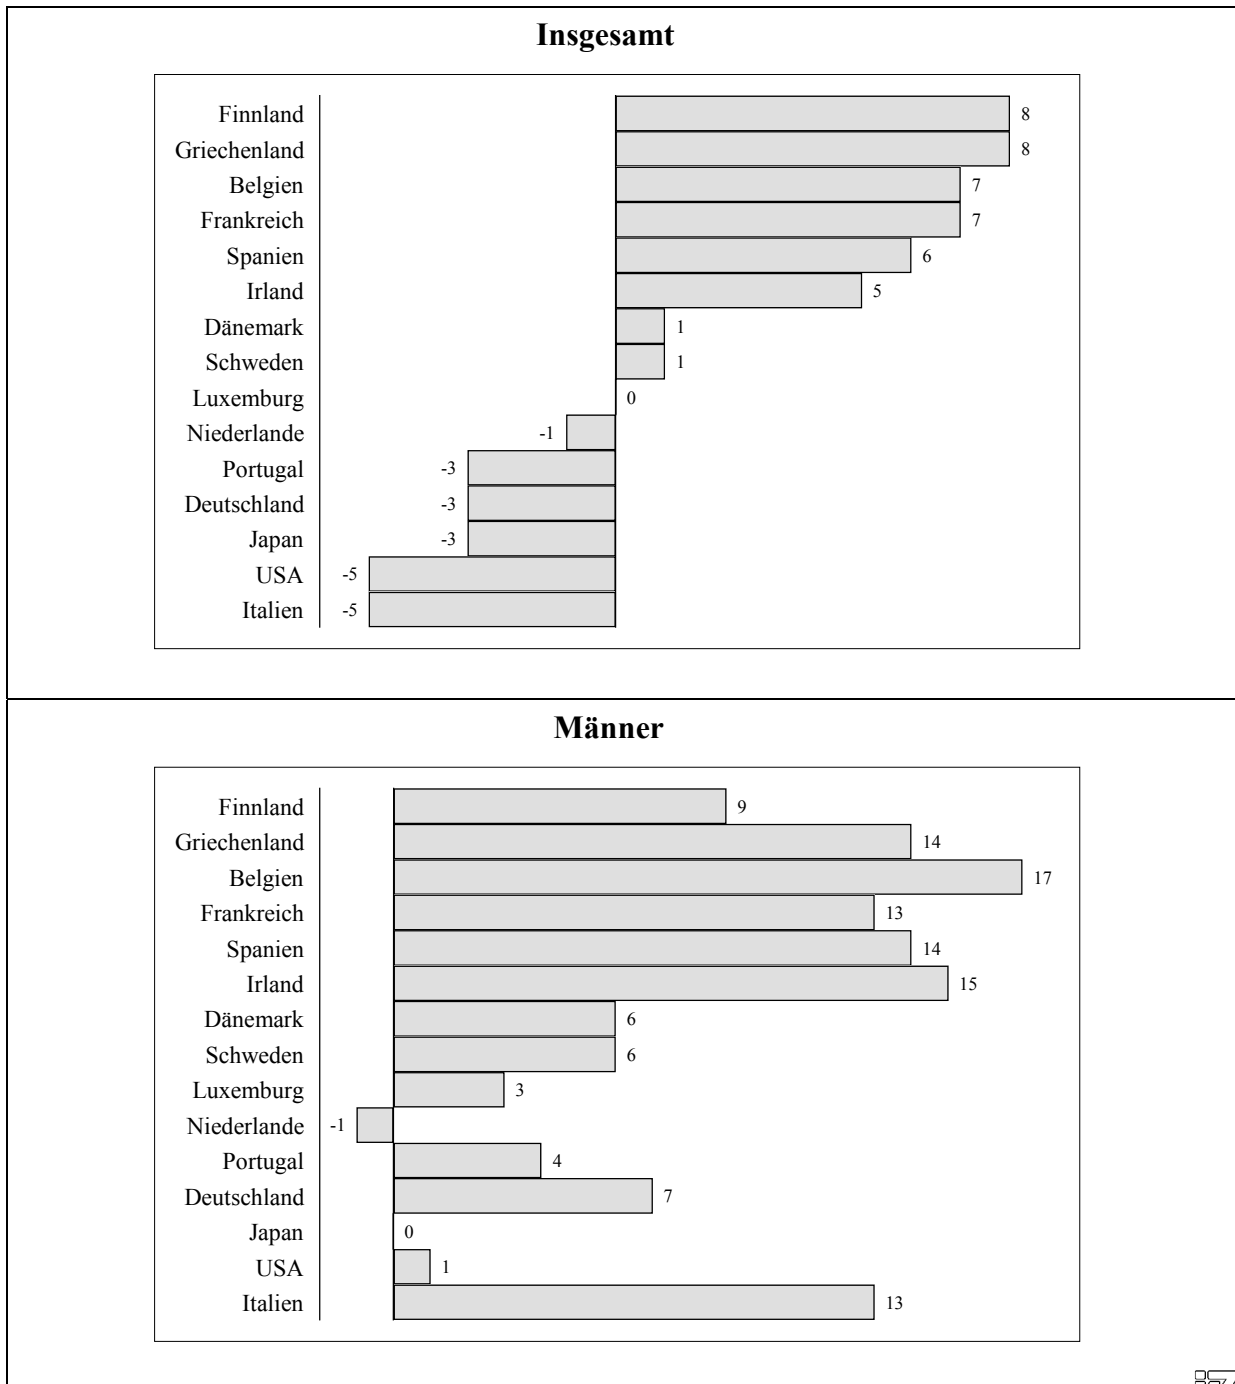 Insgesamt
Finnland 8
Griechenland 8
Belgien 7
Frankreich 7
Spanien 6
Irland 5
Dänemark 1
Schweden 1
Luxemburg 0
Niederlande -1
Portugal -3
Deutschland -3
Japan -3
USA -5
Italien -5
Männer
Finnland 9
Griechenland 14
Belgien 17
Frankreich 13
Spanien 14
Irland 15
Dänemark 6
Schweden 6
Luxemburg 3
Niederlande -1
Portugal 4
Deutschland 7
Japan 0
USA 1
Italien 13